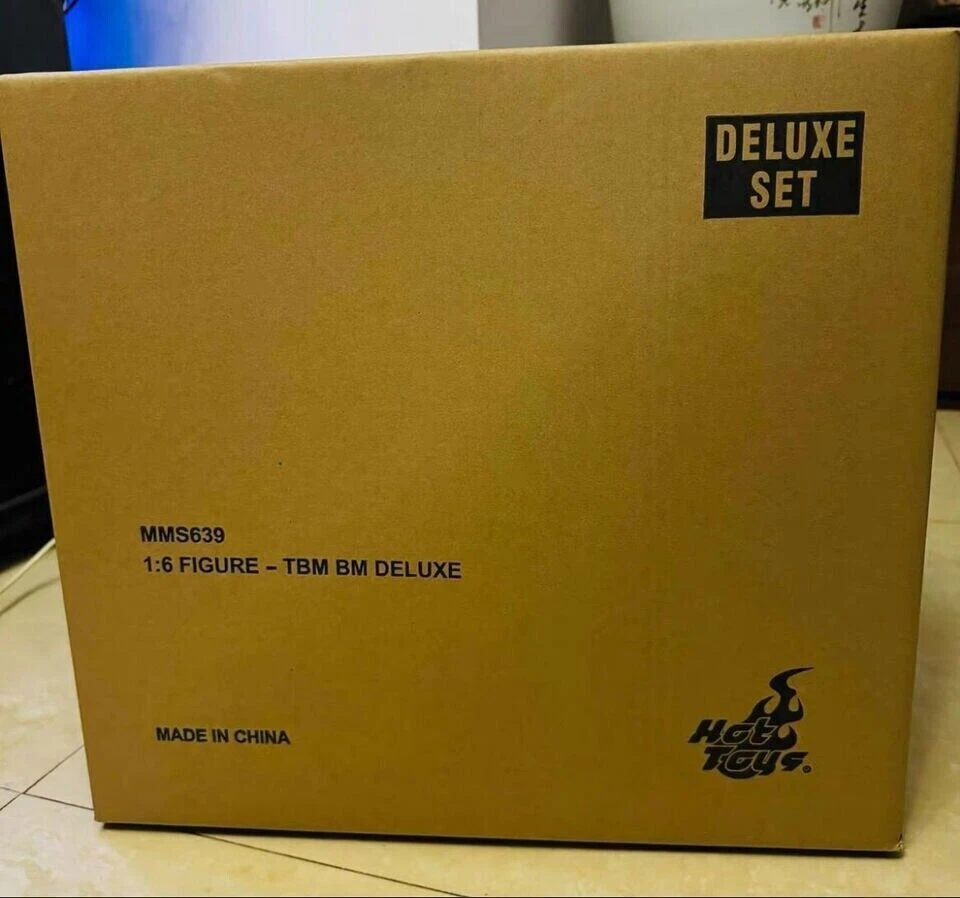 DELUXE
SET
MMS639
1:6 FIGURE – TBM BM DELUXE
MADE IN CHINA
Hot
Toys®